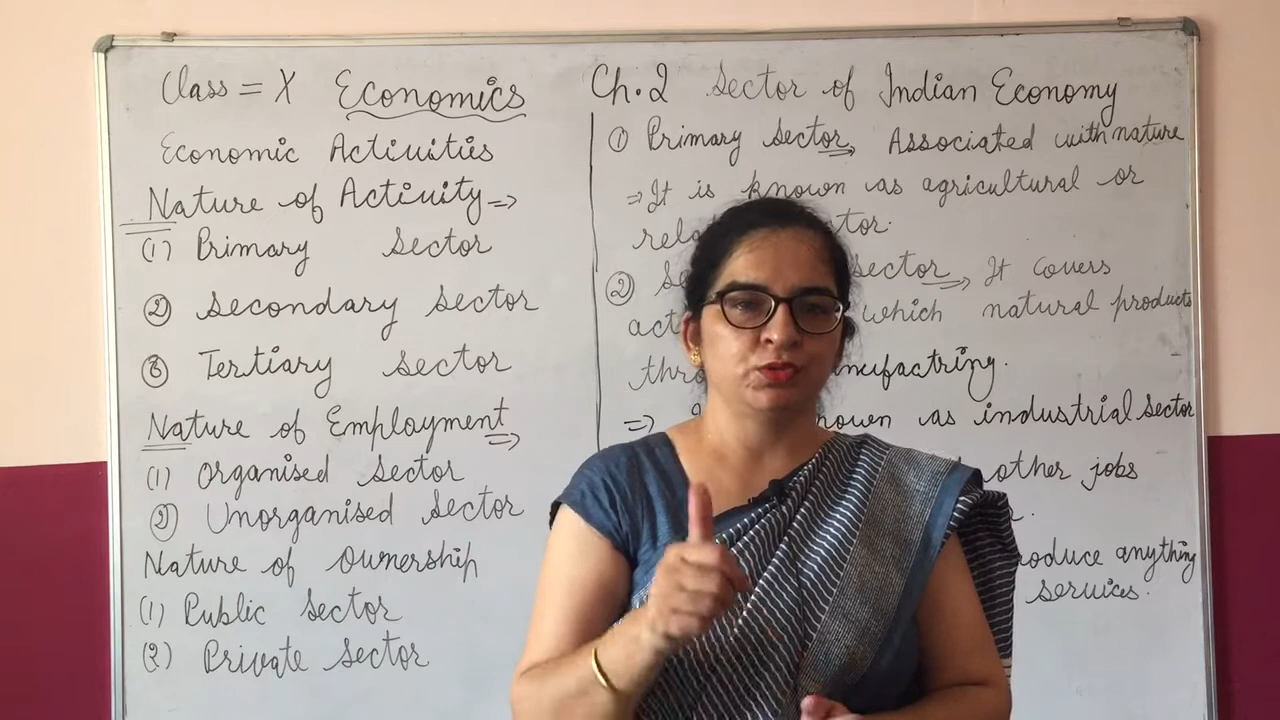 Class = X Economics
Economic Activities
Nature of Activity ⇒
(1) Primary Sector
② Secondary Sector
③ Tertiary Sector
Nature of Employment ⇒
(1) Organised Sector
② Unorganised Sector
Nature of Ownership
(1) Public Sector
(2) Private Sector
Ch.2 Sector of Indian Economy
① Primary Sector ⇒ Associated with nature
⇒ It is known as agricultural or
② sector ⇒ It covers
which natural products
⇒ as industrial sector
other jobs
anything
services.